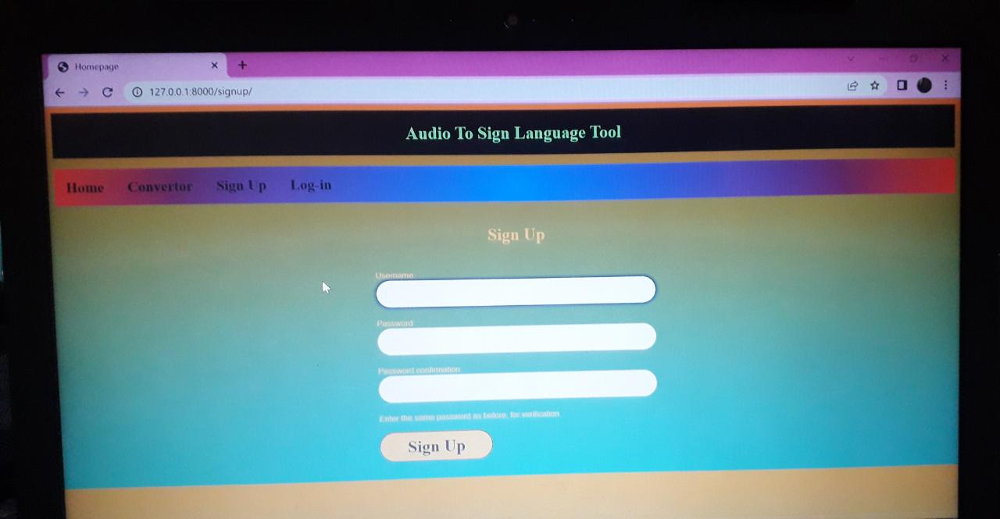 Homepage
127.0.0.1:8000/signup/
Audio To Sign Language Tool
Home Convertor Sign Up Log-in
Sign Up
Username
Password
Password confirmation
Enter the same password as before, for verification.
Sign Up